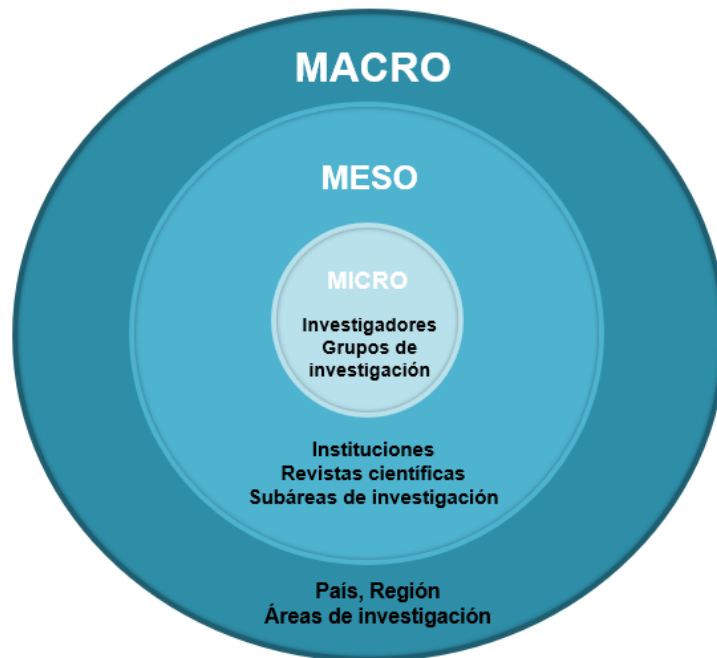 MACRO
MESO
MICRO
Investigadores
Grupos de
investigación
Instituciones
Revistas científicas
Subáreas de investigación
País, Región
Áreas de investigación